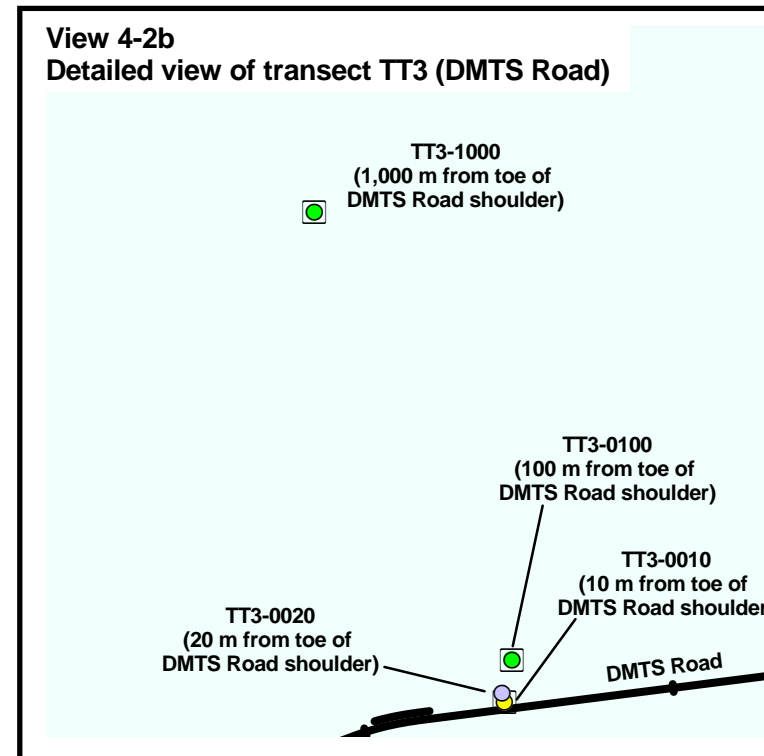 View 4-2b
Detailed view of transect TT3 (DMTS Road)
TT3-1000
(1,000 m from toe of
DMTS Road shoulder)
TT3-0100
(100 m from toe of
DMTS Road shoulder)
TT3-0010
(10 m from toe of
DMTS Road shoulder
TT3-0020
(20 m from toe of
DMTS Road shoulder)
DMTS Road